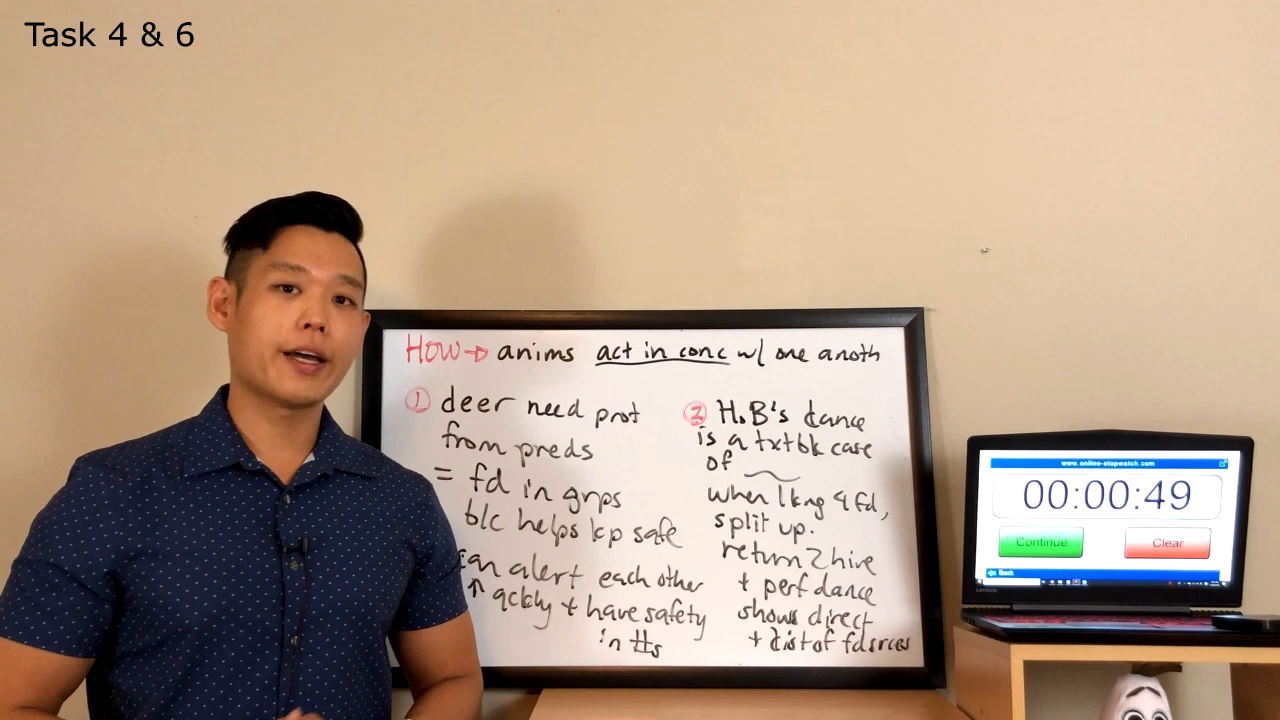 Task 4 & 6
How → anims act in conc w/ one anoth
① deer need prot
from preds
= fd in grps
b/c helps kp safe
can alert each other
↑ qckly + have safety
in #s
② H.B's dance
is a txtbk case
of ~
when lkng 4 fd,
split up.
return 2 hive
+ perf dance
shows direct
+ dist of fd srces
www.online-stopwatch.com
00:00:49
Continue
Clear
Back
Lenovo